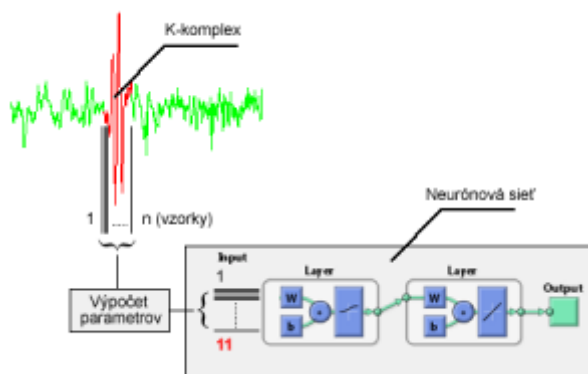 K-komplex
1 n (vzorky)
Neurónová sieť
Výpočet
parametrov
Input
1
11
Layer
W
b
Layer
W
b
Output